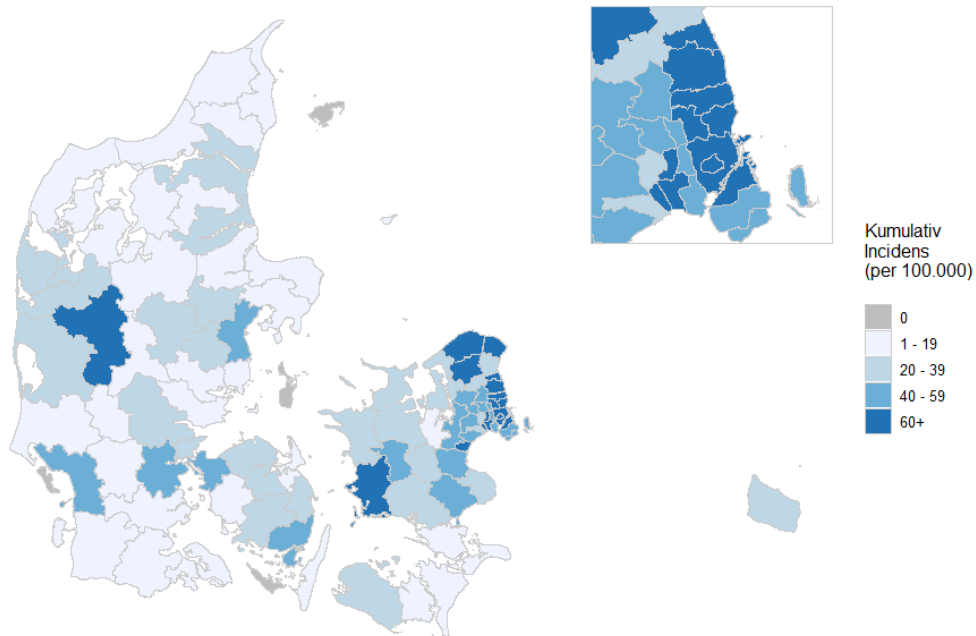 Kumulativ
Incidens
(per 100.000)
0
1 - 19
20 - 39
40 - 59
60+